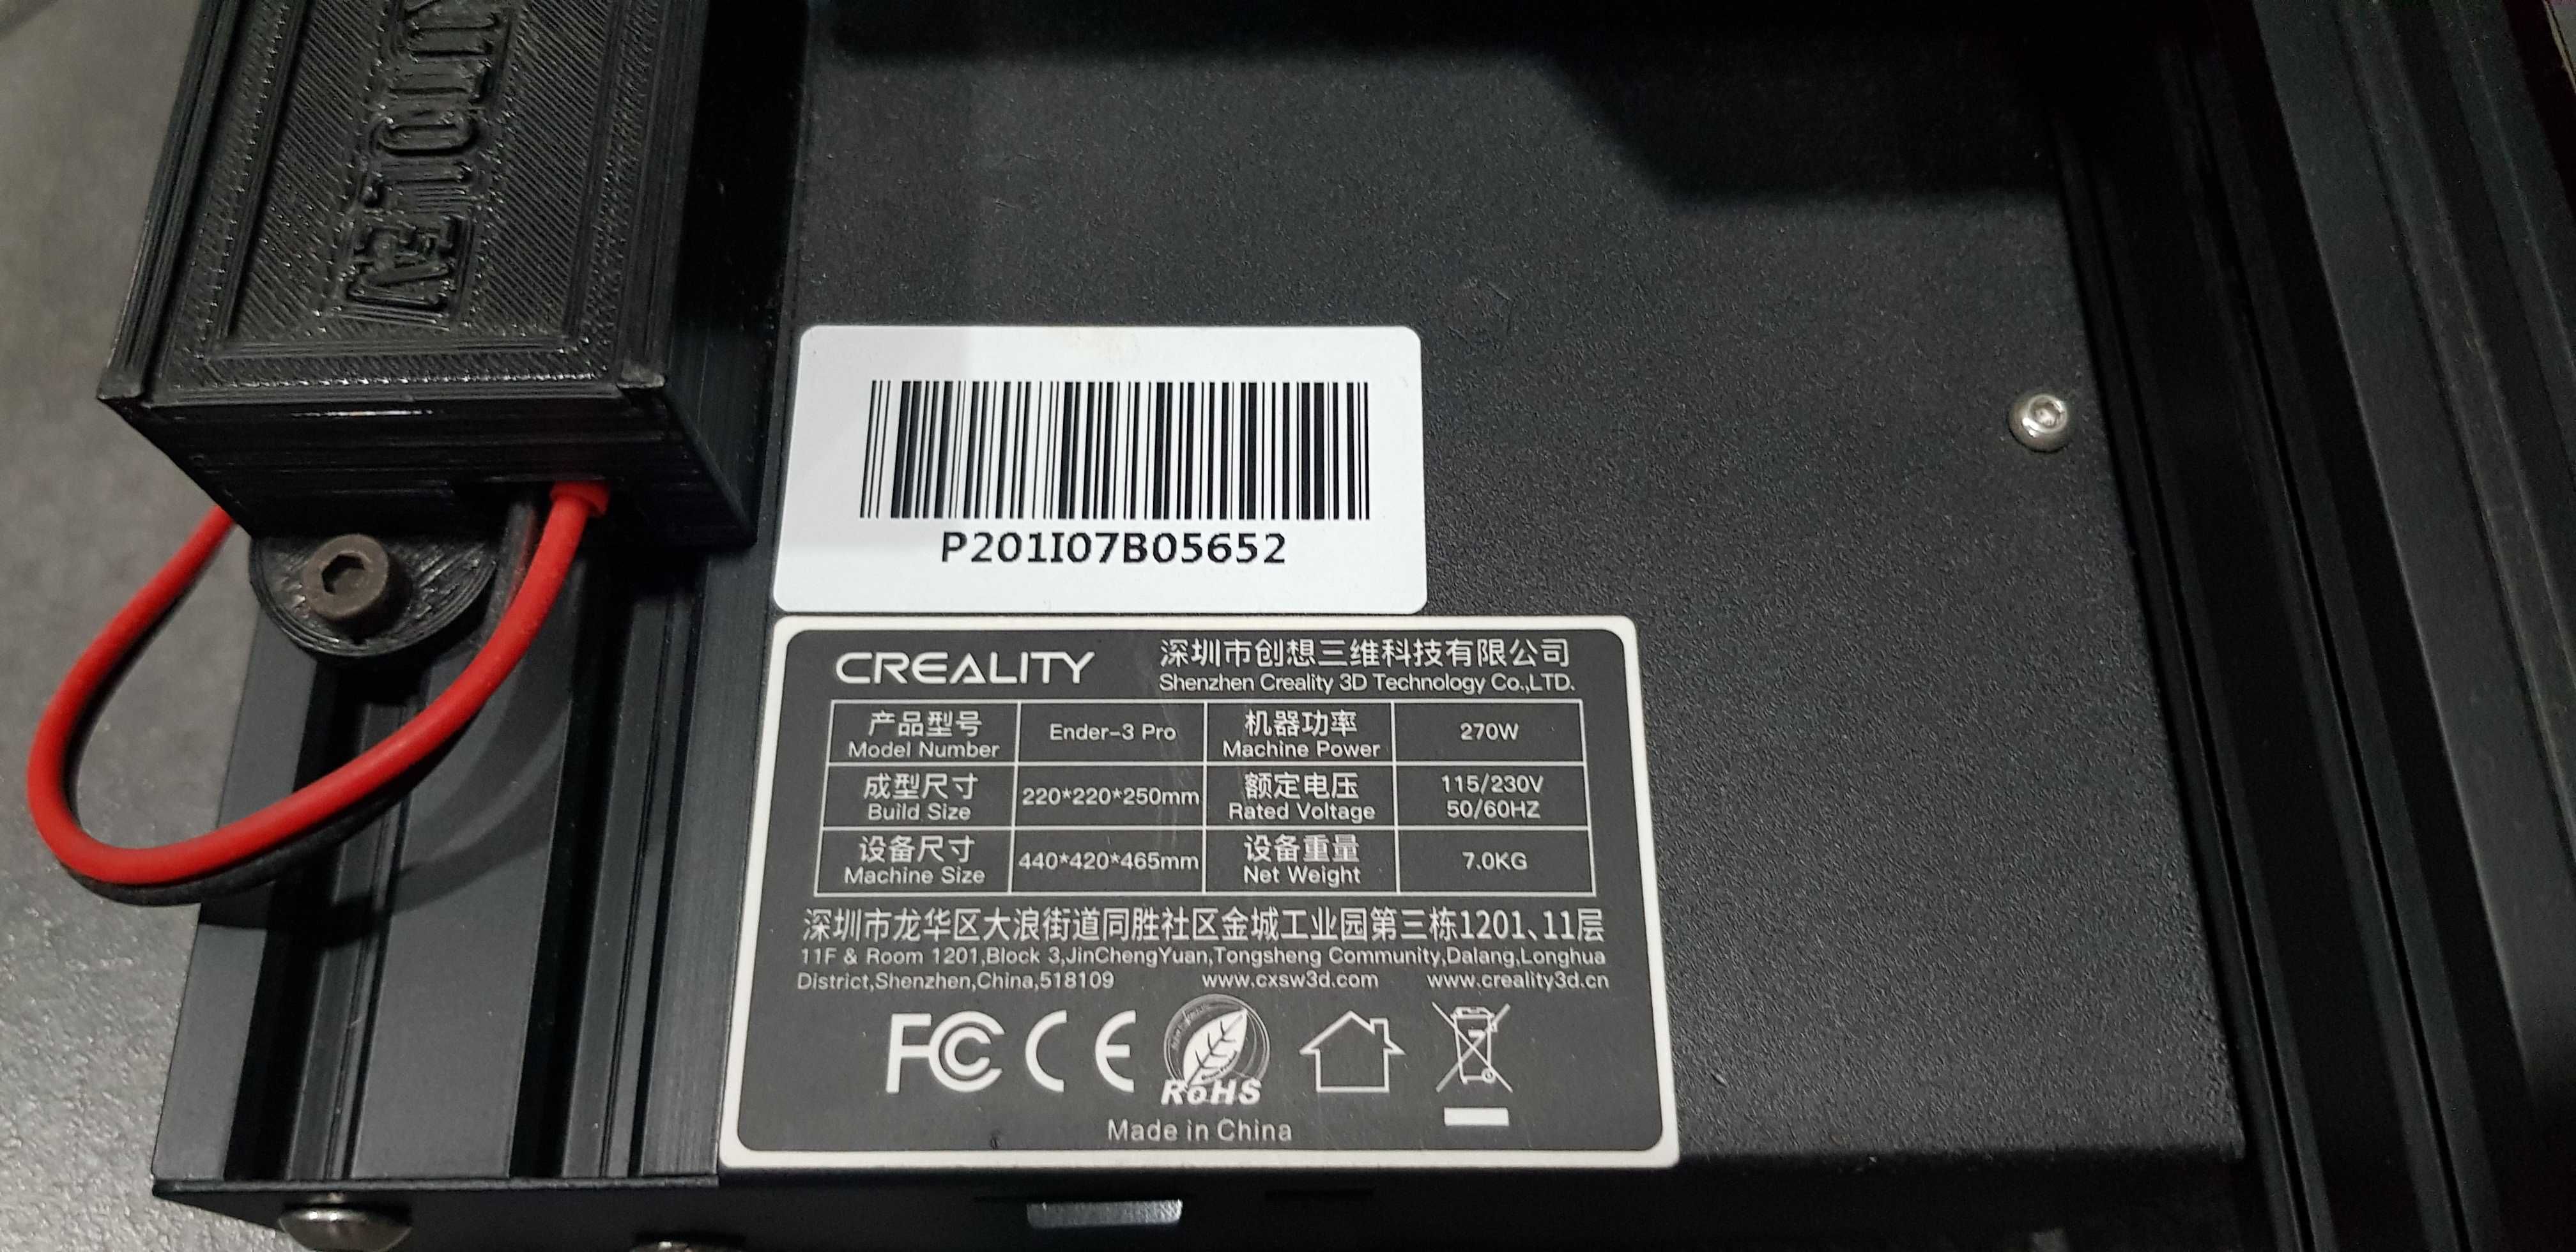 P201I07B05652
CREALITY
深圳市创想三维科技有限公司
Shenzhen Creality 3D Technology Co.,LTD.
产品型号
Model Number
Ender-3 Pro
机器功率
Machine Power
270W
成型尺寸
Build Size
220*220*250mm
额定电压
Rated Voltage
115/230V
50/60HZ
设备尺寸
Machine Size
440*420*465mm
设备重量
Net Weight
7.0KG
深圳市龙华区大浪街道同胜社区金城工业园第三栋1201、11层
11F & Room 1201,Block 3,JinChengYuan,Tongsheng Community,Dalang,Longhua
District,Shenzhen,China,518109 www.cxsw3d.com www.creality3d.cn
FC CE RoHS
Made in China